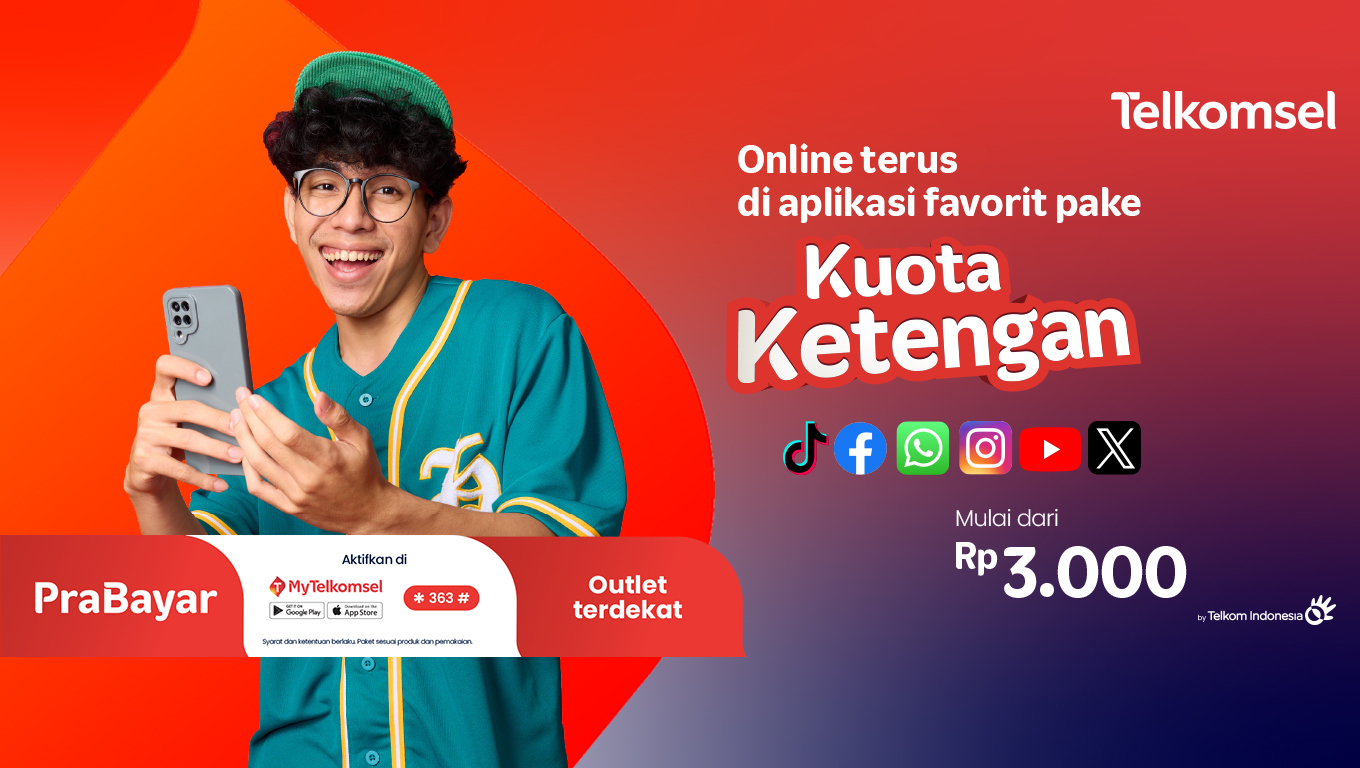 Telkomsel
Online terus
di aplikasi favorit pake
Kuota
Ketengan
Mulai dari
Rp 3.000
by Telkom Indonesia
PraBayar
Aktifkan di
MyTelkomsel
GET IT ON
Google Play
Download on the
App Store
* 363 #
Syarat dan ketentuan berlaku. Paket sesuai produk dan pemakaian.
Outlet
terdekat